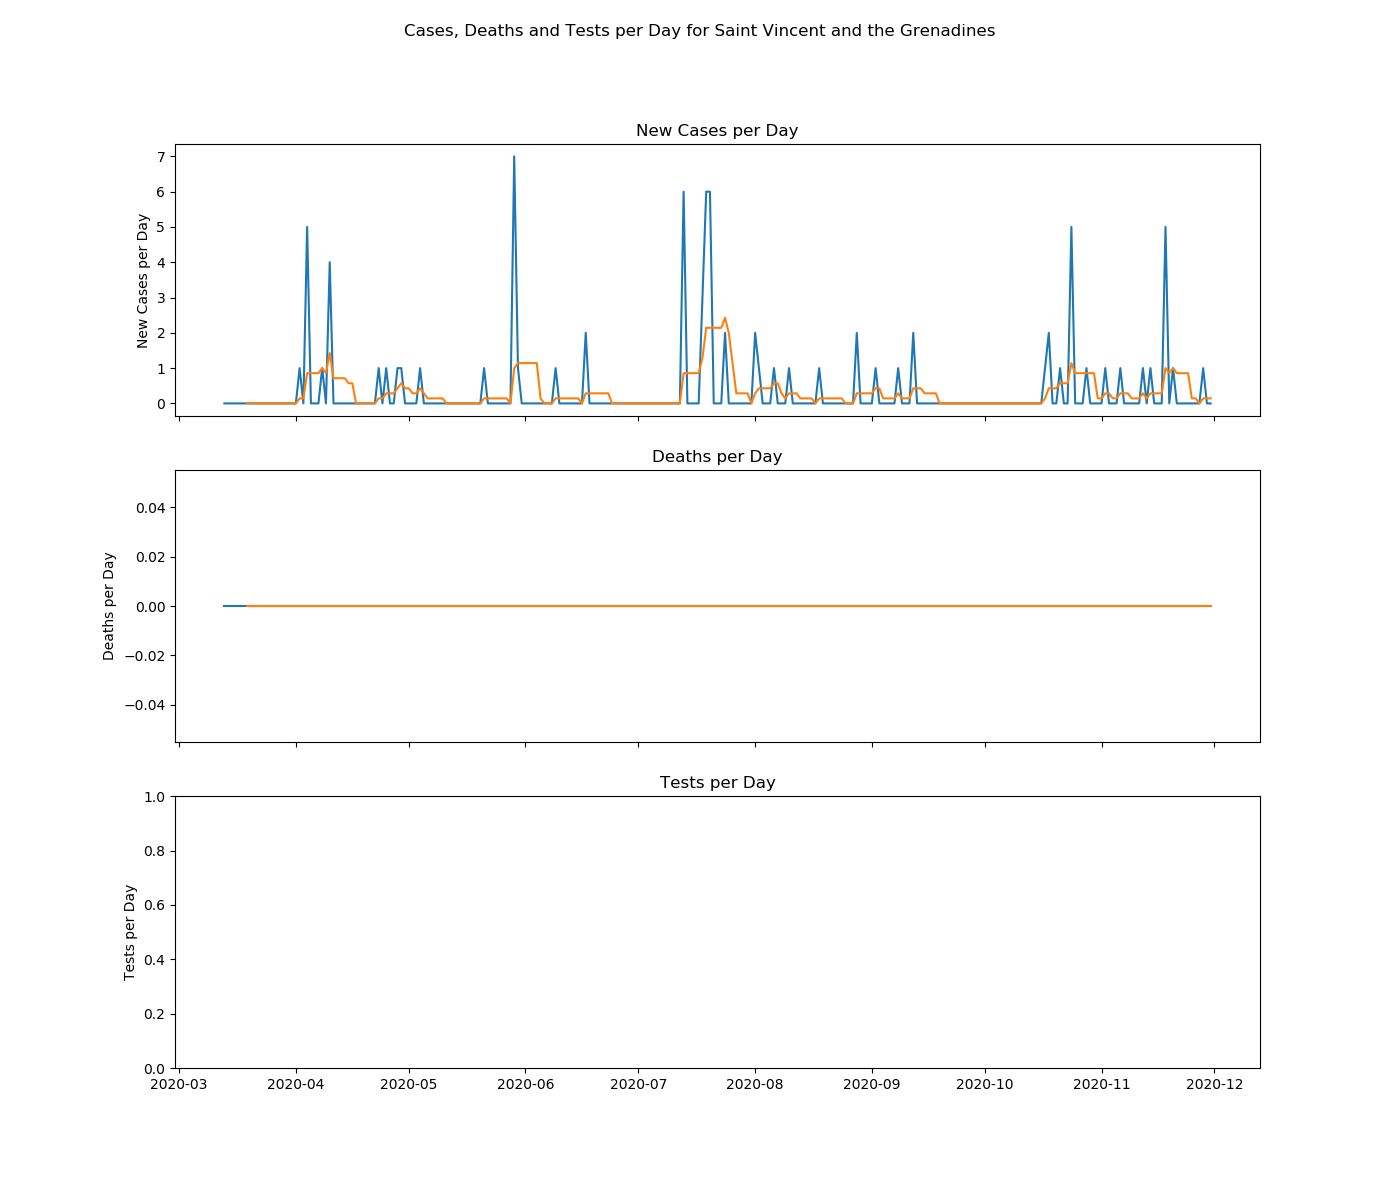 Cases, Deaths and Tests per Day for Saint Vincent and the Grenadines
New Cases per Day
New Cases per Day
7
6
5
4
3
2
1
0
Deaths per Day
Deaths per Day
0.04
0.02
0.00
−0.02
−0.04
Tests per Day
Tests per Day
1.0
0.8
0.6
0.4
0.2
0.0
2020-03 2020-04 2020-05 2020-06 2020-07 2020-08 2020-09 2020-10 2020-11 2020-12